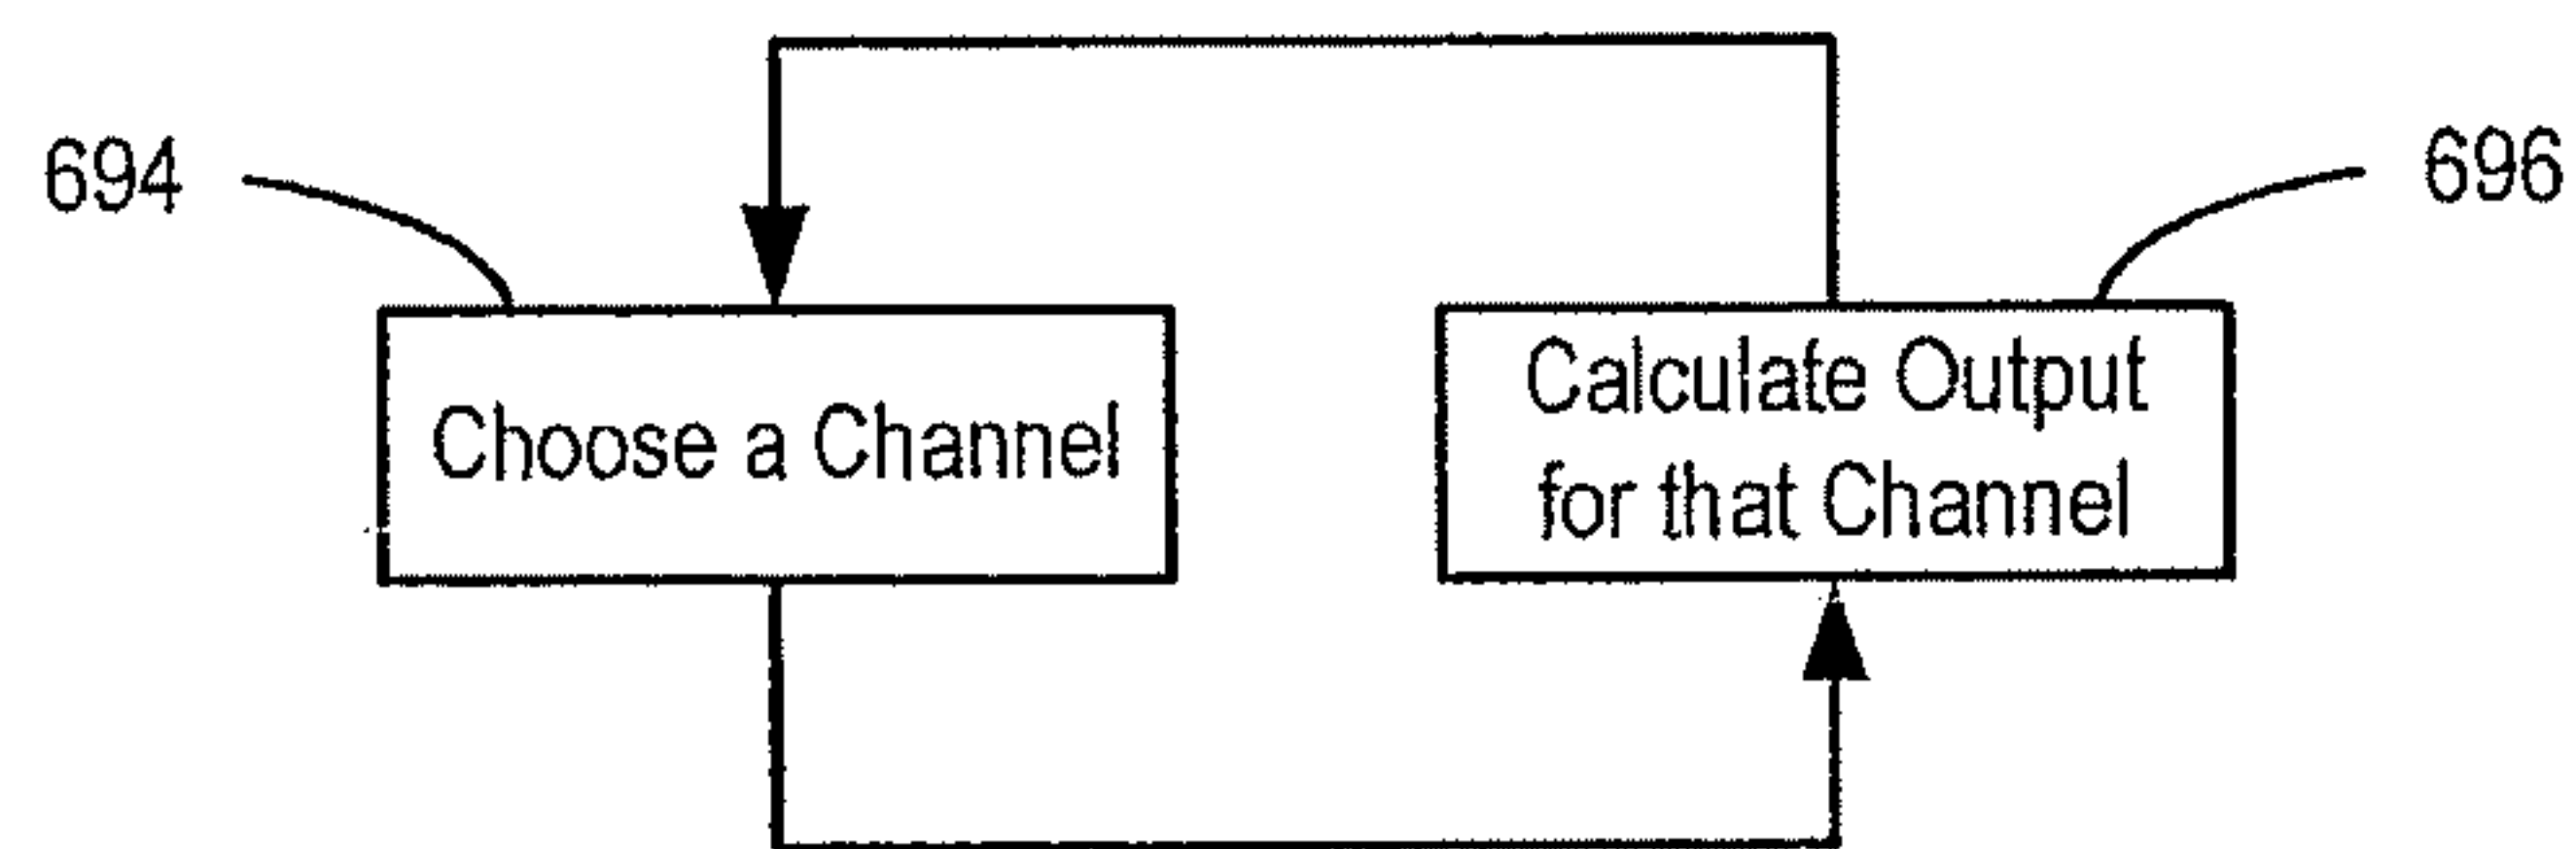 694
696
Choose a Channel
Calculate Output
for that Channel